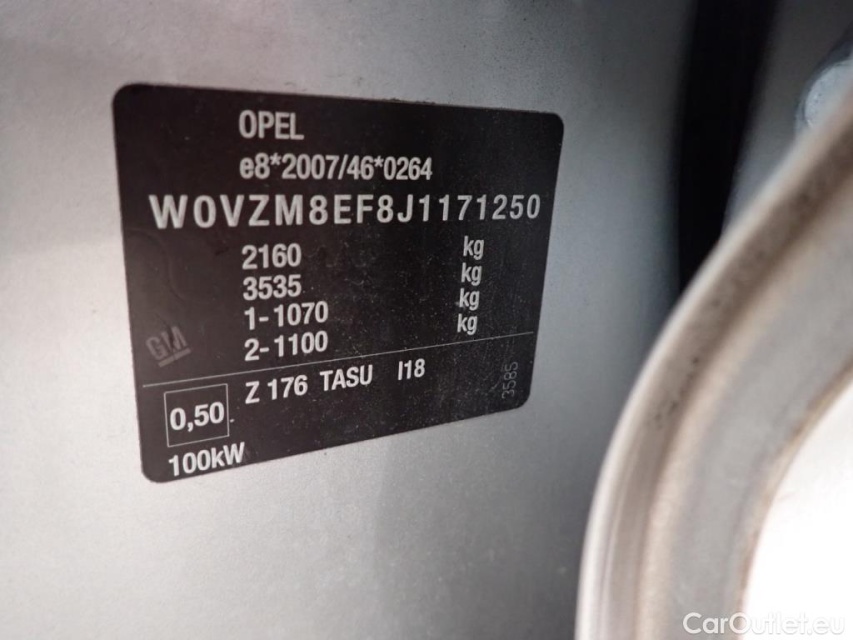 OPEL
e8*2007/46*0264
W0VZM8EF8J1171250
2160 kg
3535 kg
1-1070 kg
2-1100 kg
GM
0,50 Z 176 TASU I18 3585
100kW
CarOutlet.eu